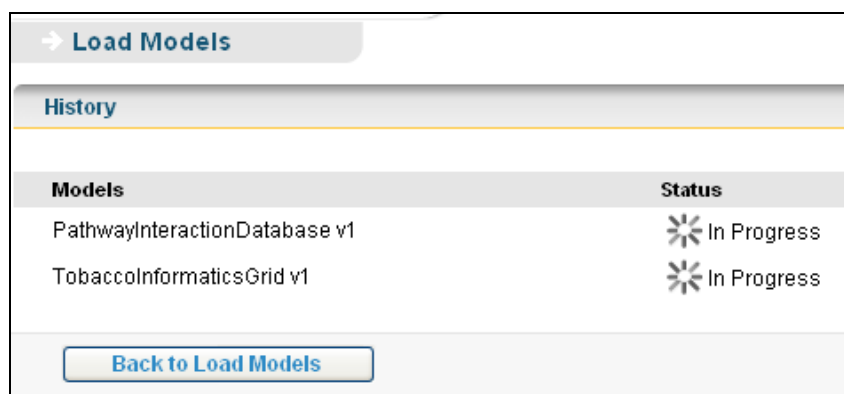 Load Models
History
Models Status
PathwayInteractionDatabase v1 In Progress
TobaccoInformaticsGrid v1 In Progress
Back to Load Models